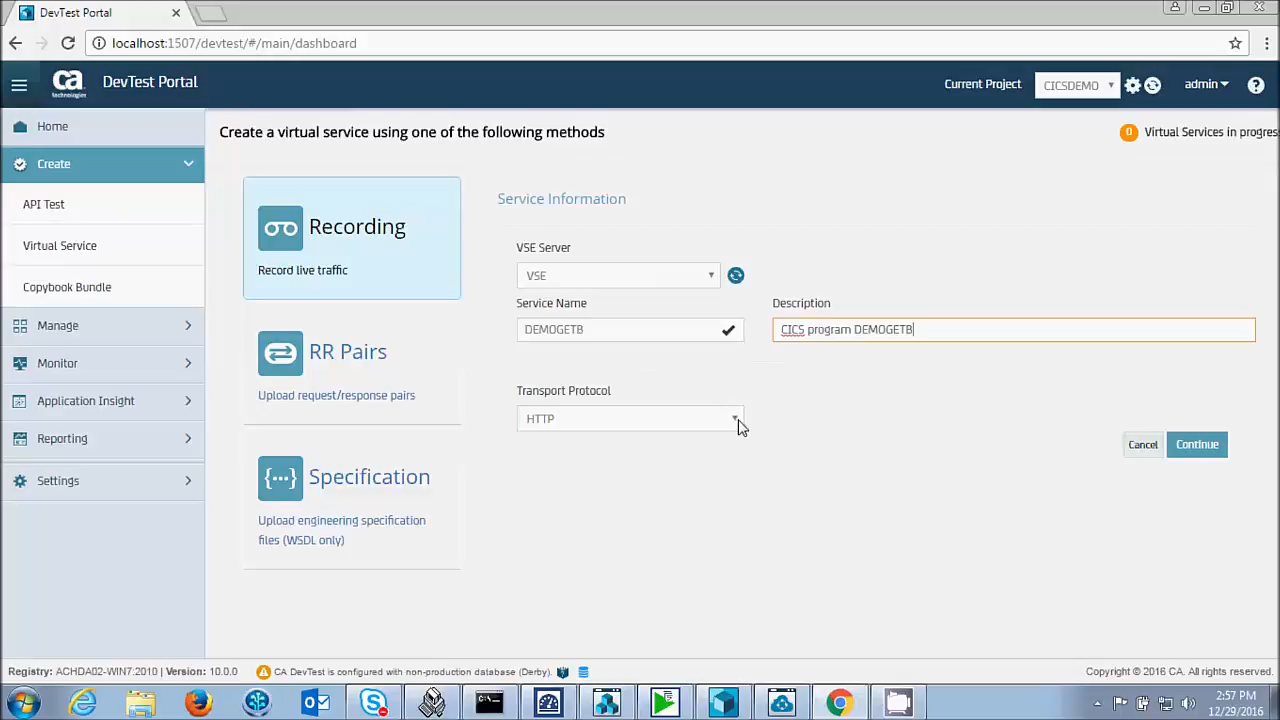 DevTest Portal
localhost:1507/devtest/#/main/dashboard
ca technologies
DevTest Portal
Current Project
CICSDEMO
admin
Home
Create
API Test
Virtual Service
Copybook Bundle
Manage
Monitor
Application Insight
Reporting
Settings
Create a virtual service using one of the following methods
0 Virtual Services in progres
Recording
Record live traffic
RR Pairs
Upload request/response pairs
Specification
Upload engineering specification
files (WSDL only)
Service Information
VSE Server
VSE
Service Name
Description
DEMOGETB
CICS program DEMOGETB
Transport Protocol
HTTP
Cancel
Continue
Registry: ACHDA02-WIN7:2010 | Version: 10.0.0
CA DevTest is configured with non-production database (Derby).
Copyright © 2016 CA. All rights reserved.
2:57 PM
12/29/2016